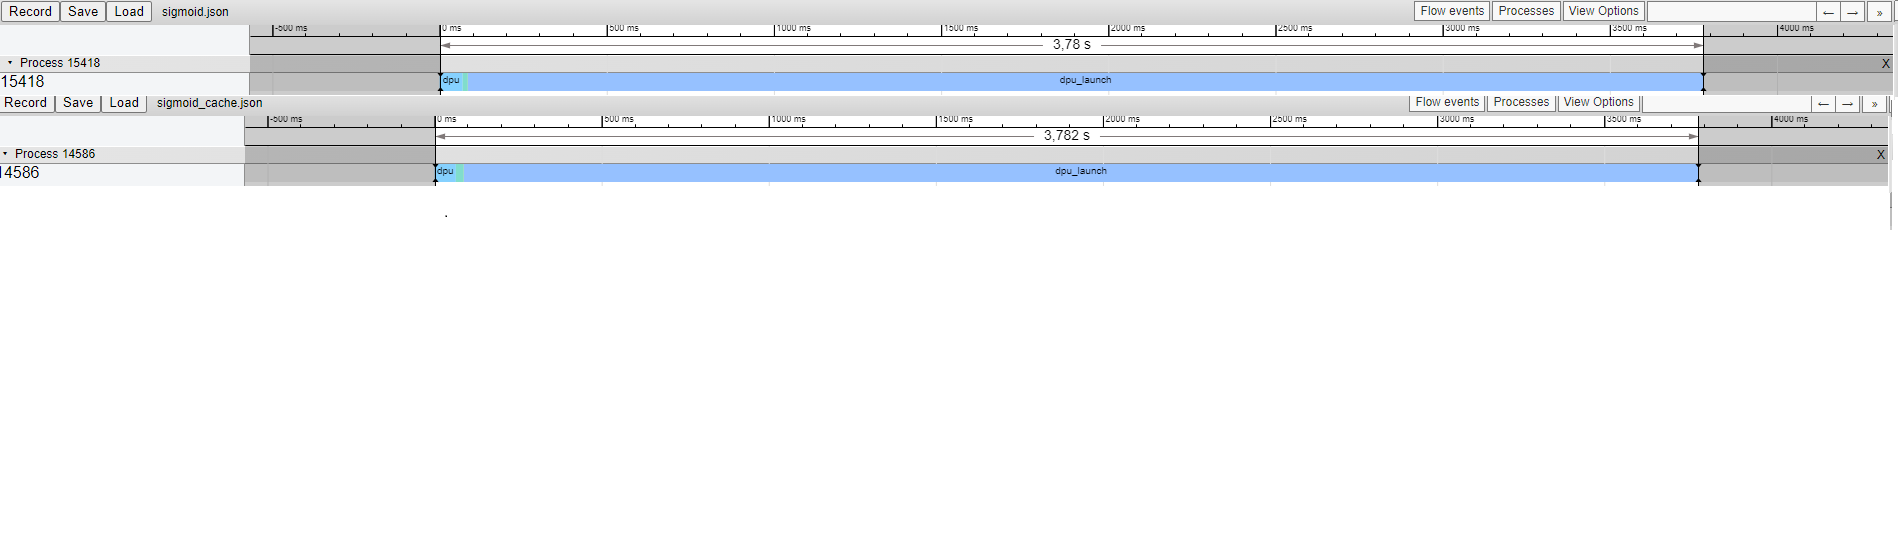 Record Save Load sigmoid.json Flow events Processes View Options ← → »
-500 ms 0 ms 500 ms 1000 ms 1500 ms 2000 ms 2500 ms 3000 ms 3500 ms 4000 ms
3,78 s
Process 15418 X
15418 dpu dpu_launch
Record Save Load sigmoid_cache.json Flow events Processes View Options ← → »
-500 ms 0 ms 500 ms 1000 ms 1500 ms 2000 ms 2500 ms 3000 ms 3500 ms 4000 ms
3,782 s
Process 14586 X
14586 dpu dpu_launch